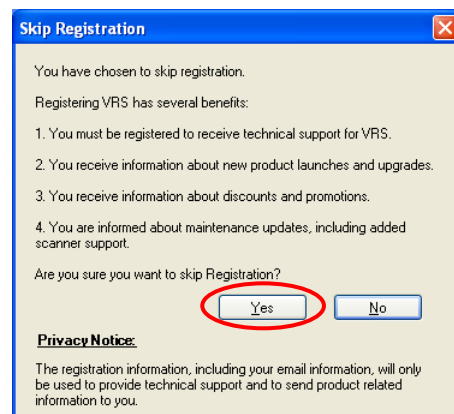 Skip Registration
You have chosen to skip registration.
Registering VRS has several benefits:
1. You must be registered to receive technical support for VRS.
2. You receive information about new product launches and upgrades.
3. You receive information about discounts and promotions.
4. You are informed about maintenance updates, including added
scanner support.
Are you sure you want to skip Registration?
Yes No
Privacy Notice:
The registration information, including your email information, will only
be used to provide technical support and to send product related
information to you.